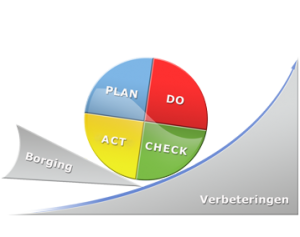 PLAN
DO
ACT
CHECK
Borging
Verbeteringen